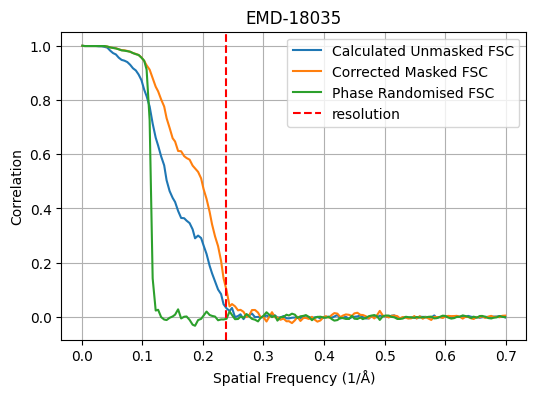 EMD-18035
Calculated Unmasked FSC
Corrected Masked FSC
Phase Randomised FSC
resolution
Correlation
1.0
0.8
0.6
0.4
0.2
0.0
0.0 0.1 0.2 0.3 0.4 0.5 0.6 0.7
Spatial Frequency (1/Å)